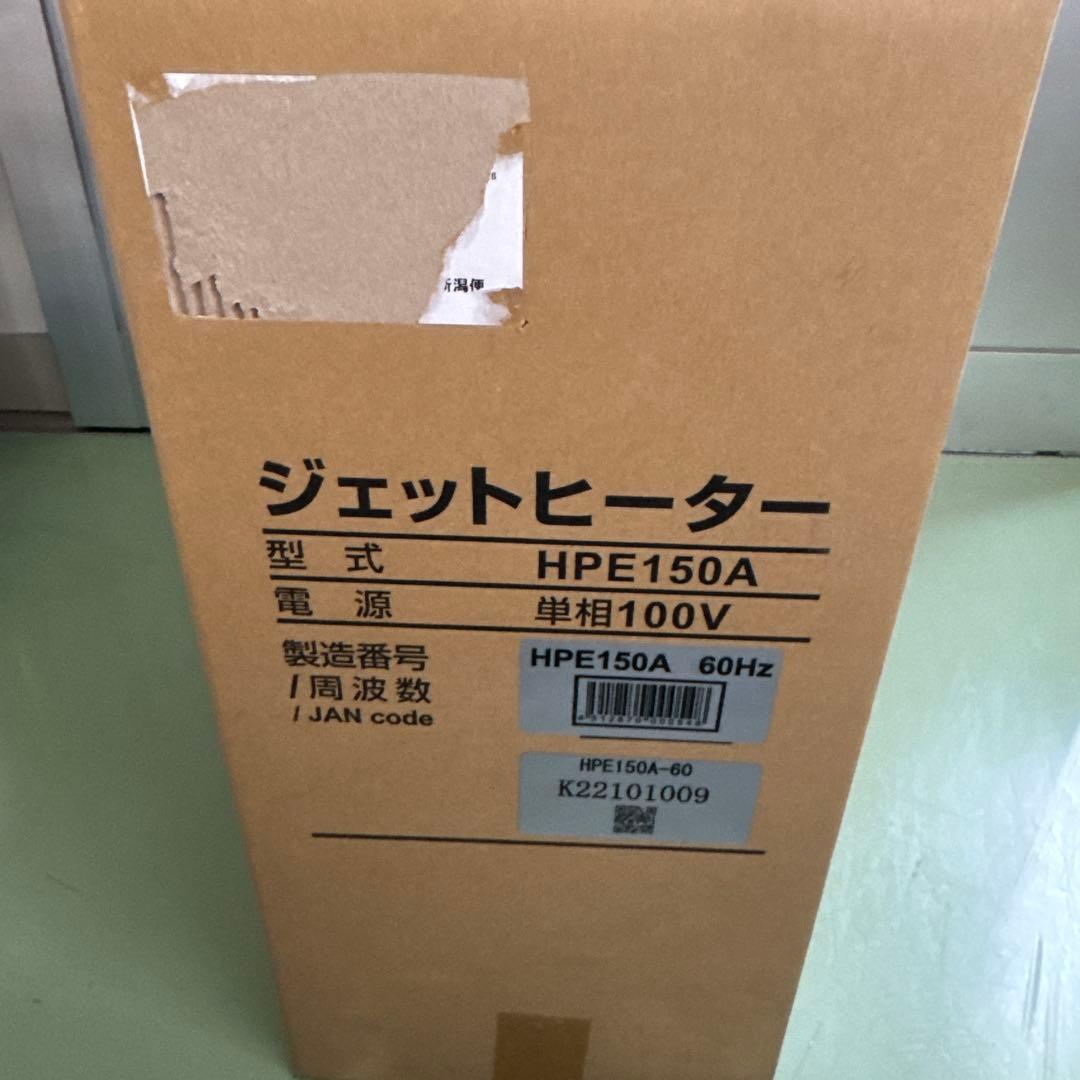 新潟便
ジェットヒーター
型 式 HPE150A
電 源 単相100V
製造番号
/周波数
/ JAN code
HPE150A 60Hz
HPE150A-60
K22101009